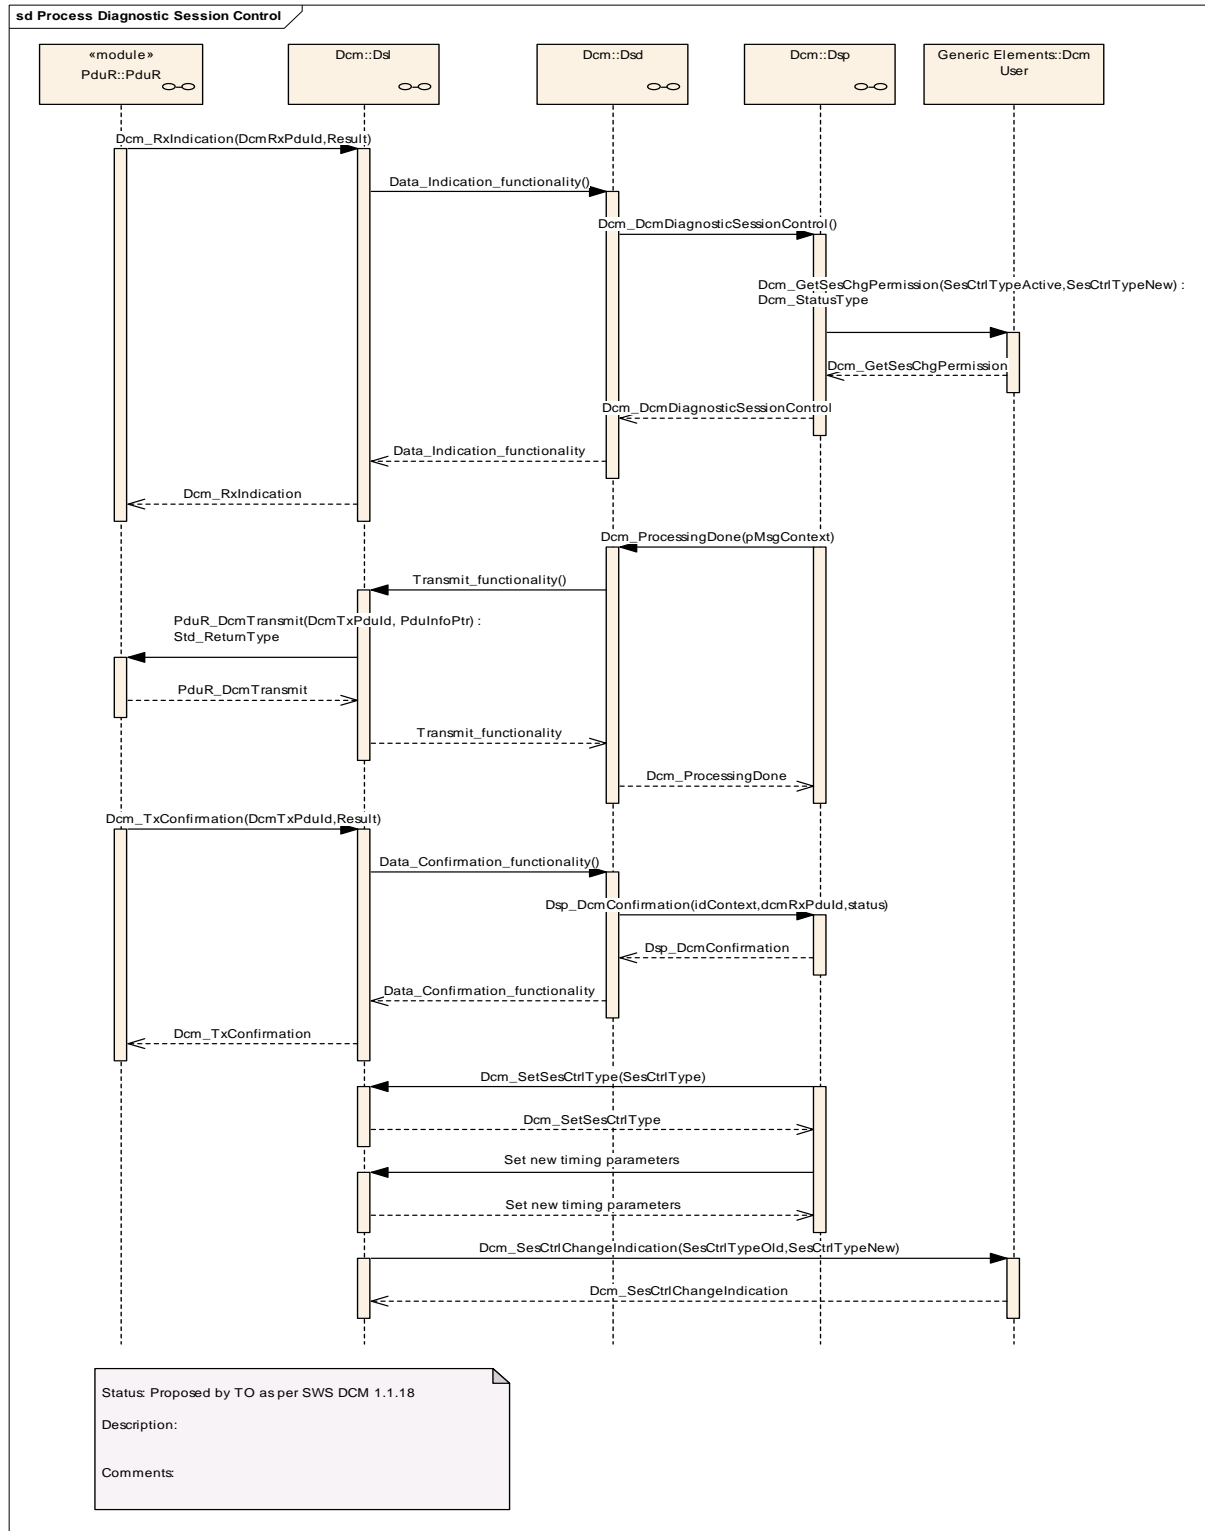 sd Process Diagnostic Session Control
«module»
PduR::PduR
Dcm::Dsl
Dcm::Dsd
Dcm::Dsp
Generic Elements::Dcm
User
Dcm_RxIndication(DcmRxPduId,Result)
Data_Indication_functionality()
Dcm_DcmDiagnosticSessionControl()
Dcm_GetSesChgPermission(SesCtrlTypeActive,SesCtrlTypeNew) :
Dcm_StatusType
Dcm_GetSesChgPermission
Dcm_DcmDiagnosticSessionControl
Data_Indication_functionality
Dcm_RxIndication
Dcm_ProcessingDone(pMsgContext)
Transmit_functionality()
PduR_DcmTransmit(DcmTxPduId, PduInfoPtr) :
Std_ReturnType
PduR_DcmTransmit
Transmit_functionality
Dcm_ProcessingDone
Dcm_TxConfirmation(DcmTxPduId,Result)
Data_Confirmation_functionality()
Dsp_DcmConfirmation(idContext,dcmRxPduId,status)
Dsp_DcmConfirmation
Data_Confirmation_functionality
Dcm_TxConfirmation
Dcm_SetSesCtrlType(SesCtrlType)
Dcm_SetSesCtrlType
Set new timing parameters
Set new timing parameters
Dcm_SesCtrlChangeIndication(SesCtrlTypeOld,SesCtrlTypeNew)
Dcm_SesCtrlChangeIndication
Status: Proposed by TO as per SWS DCM 1.1.18
Description:
Comments: